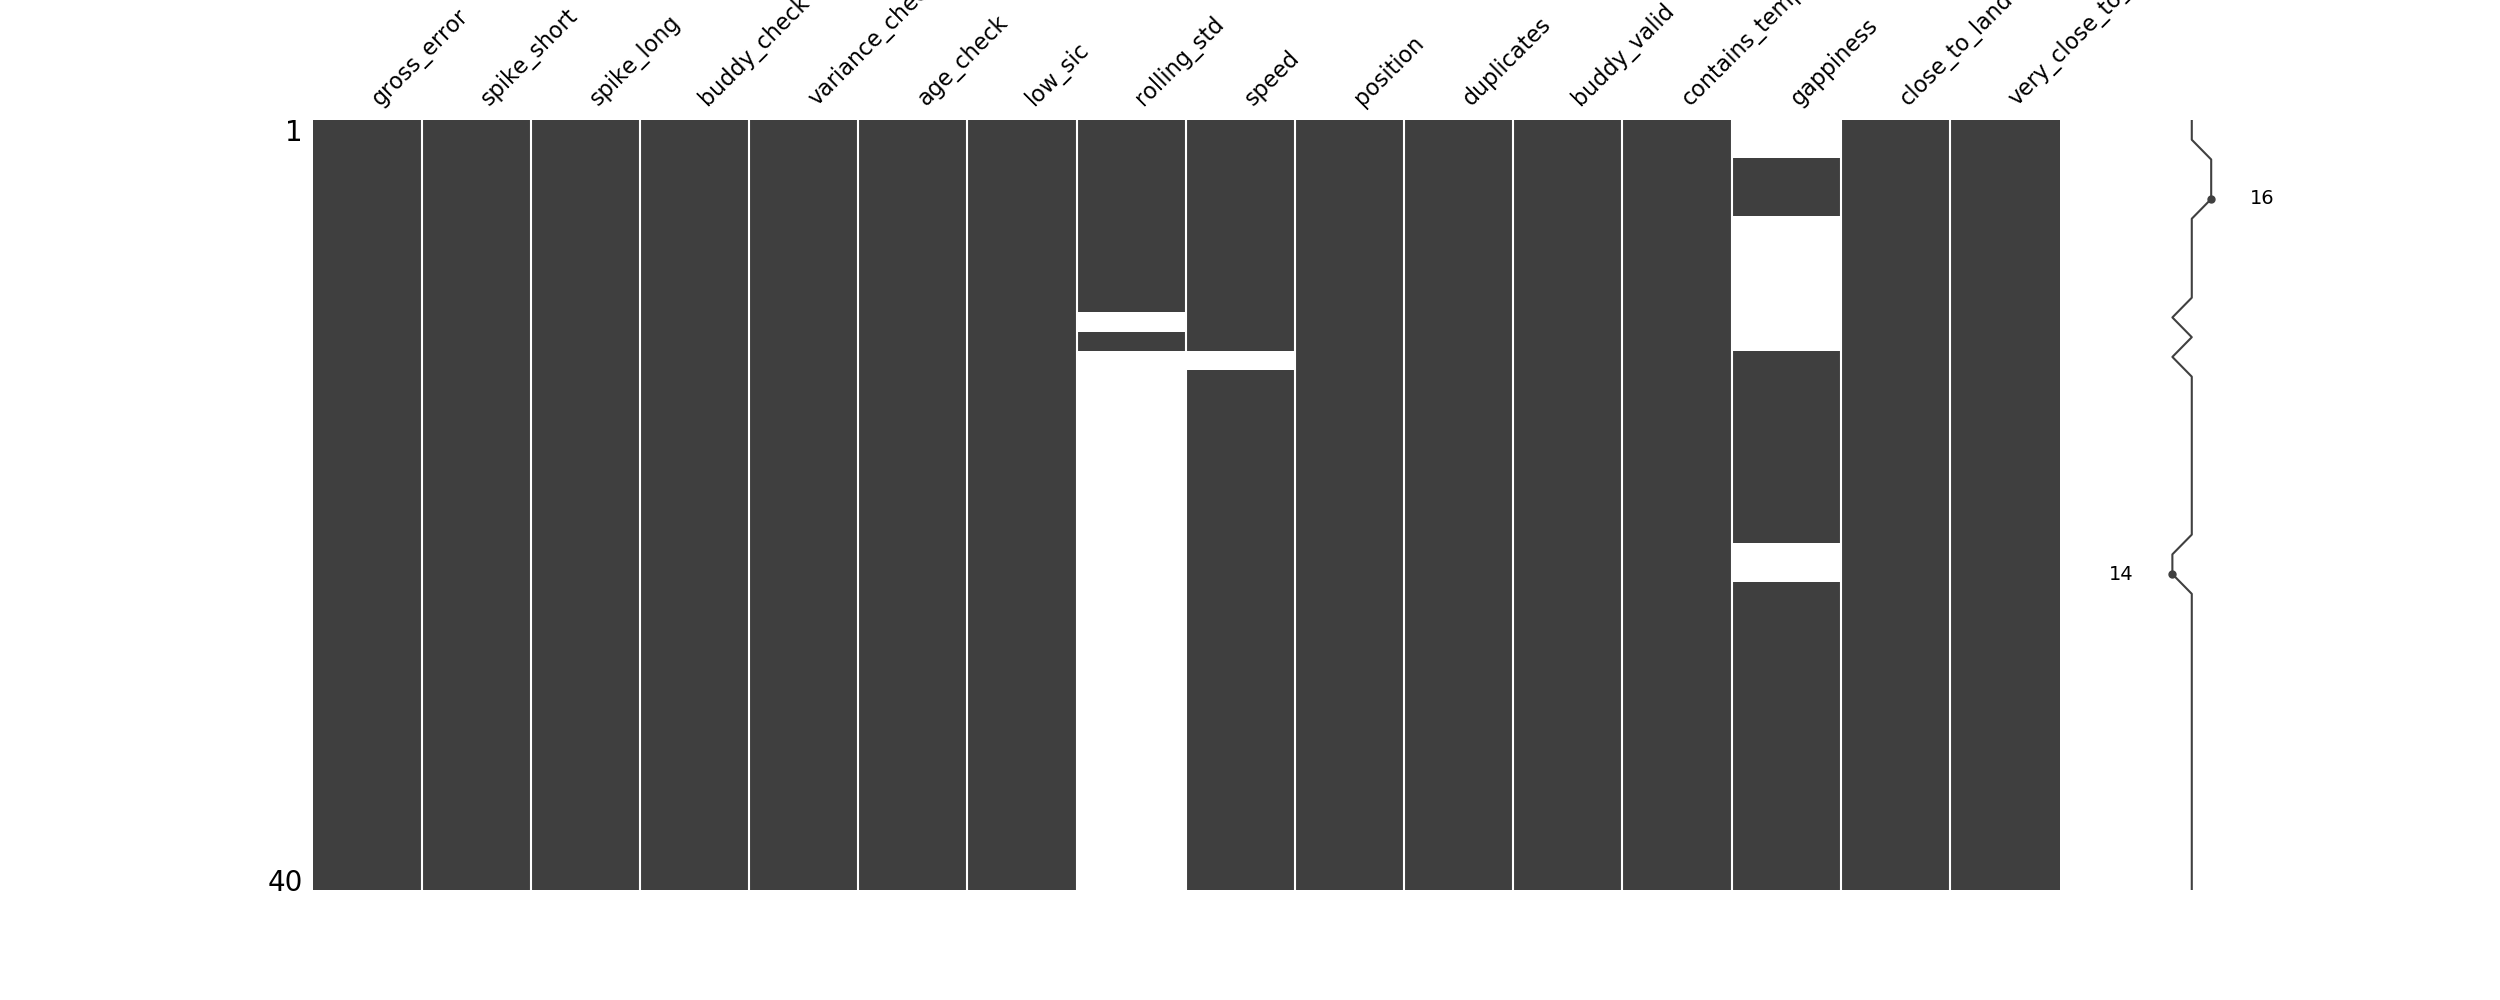 gross_error
spike_short
spike_long
buddy_check
age_check
low_sic
rolling_std
speed
position
duplicates
buddy_valid
gappiness
close_to_land
1
16
14
40